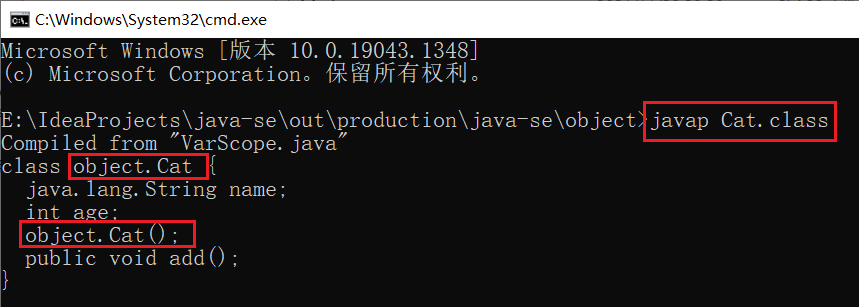 C:\Windows\System32\cmd.exe
Microsoft Windows [版本 10.0.19043.1348]
(c) Microsoft Corporation。保留所有权利。
E:\IdeaProjects\java-se\out\production\java-se\object>javap Cat.class
Compiled from "VarScope.java"
class object.Cat {
  java.lang.String name;
  int age;
  object.Cat();
  public void add();
}